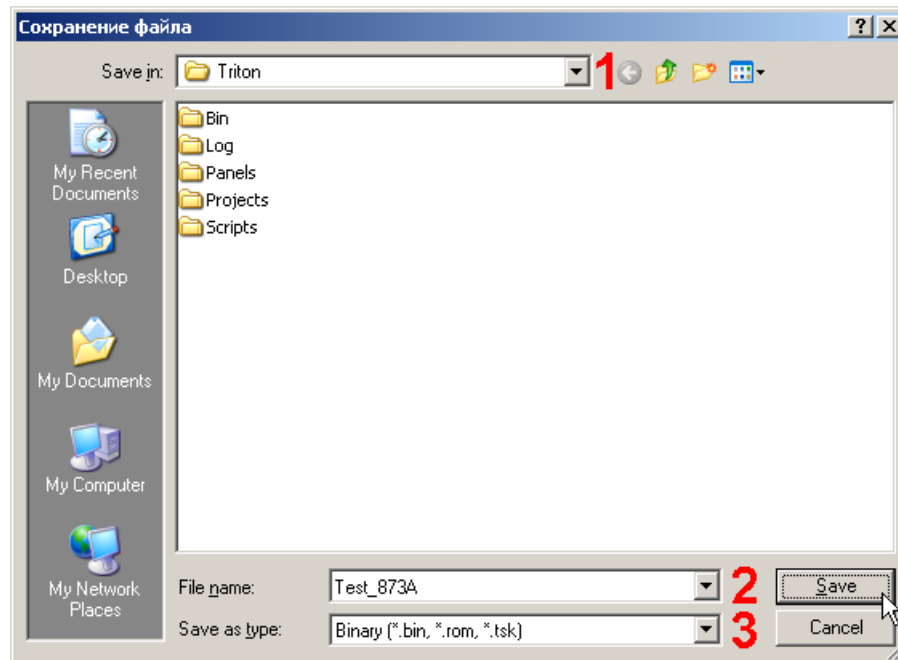 Сохранение файла
Save in:
Triton
1
Bin
Log
Panels
Projects
Scripts
My Recent
Documents
Desktop
My Documents
My Computer
My Network
Places
File name:
Test_873A
2
Save
Save as type:
Binary (*.bin, *.rom, *.tsk)
3
Cancel